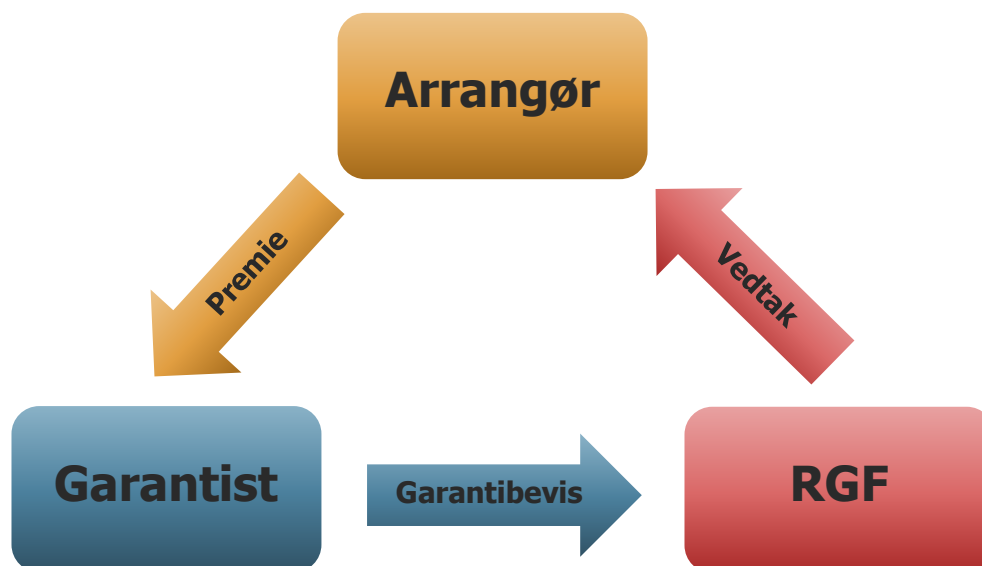 Arrangør
Premie
Vedtak
Garantist
Garantibevis
RGF